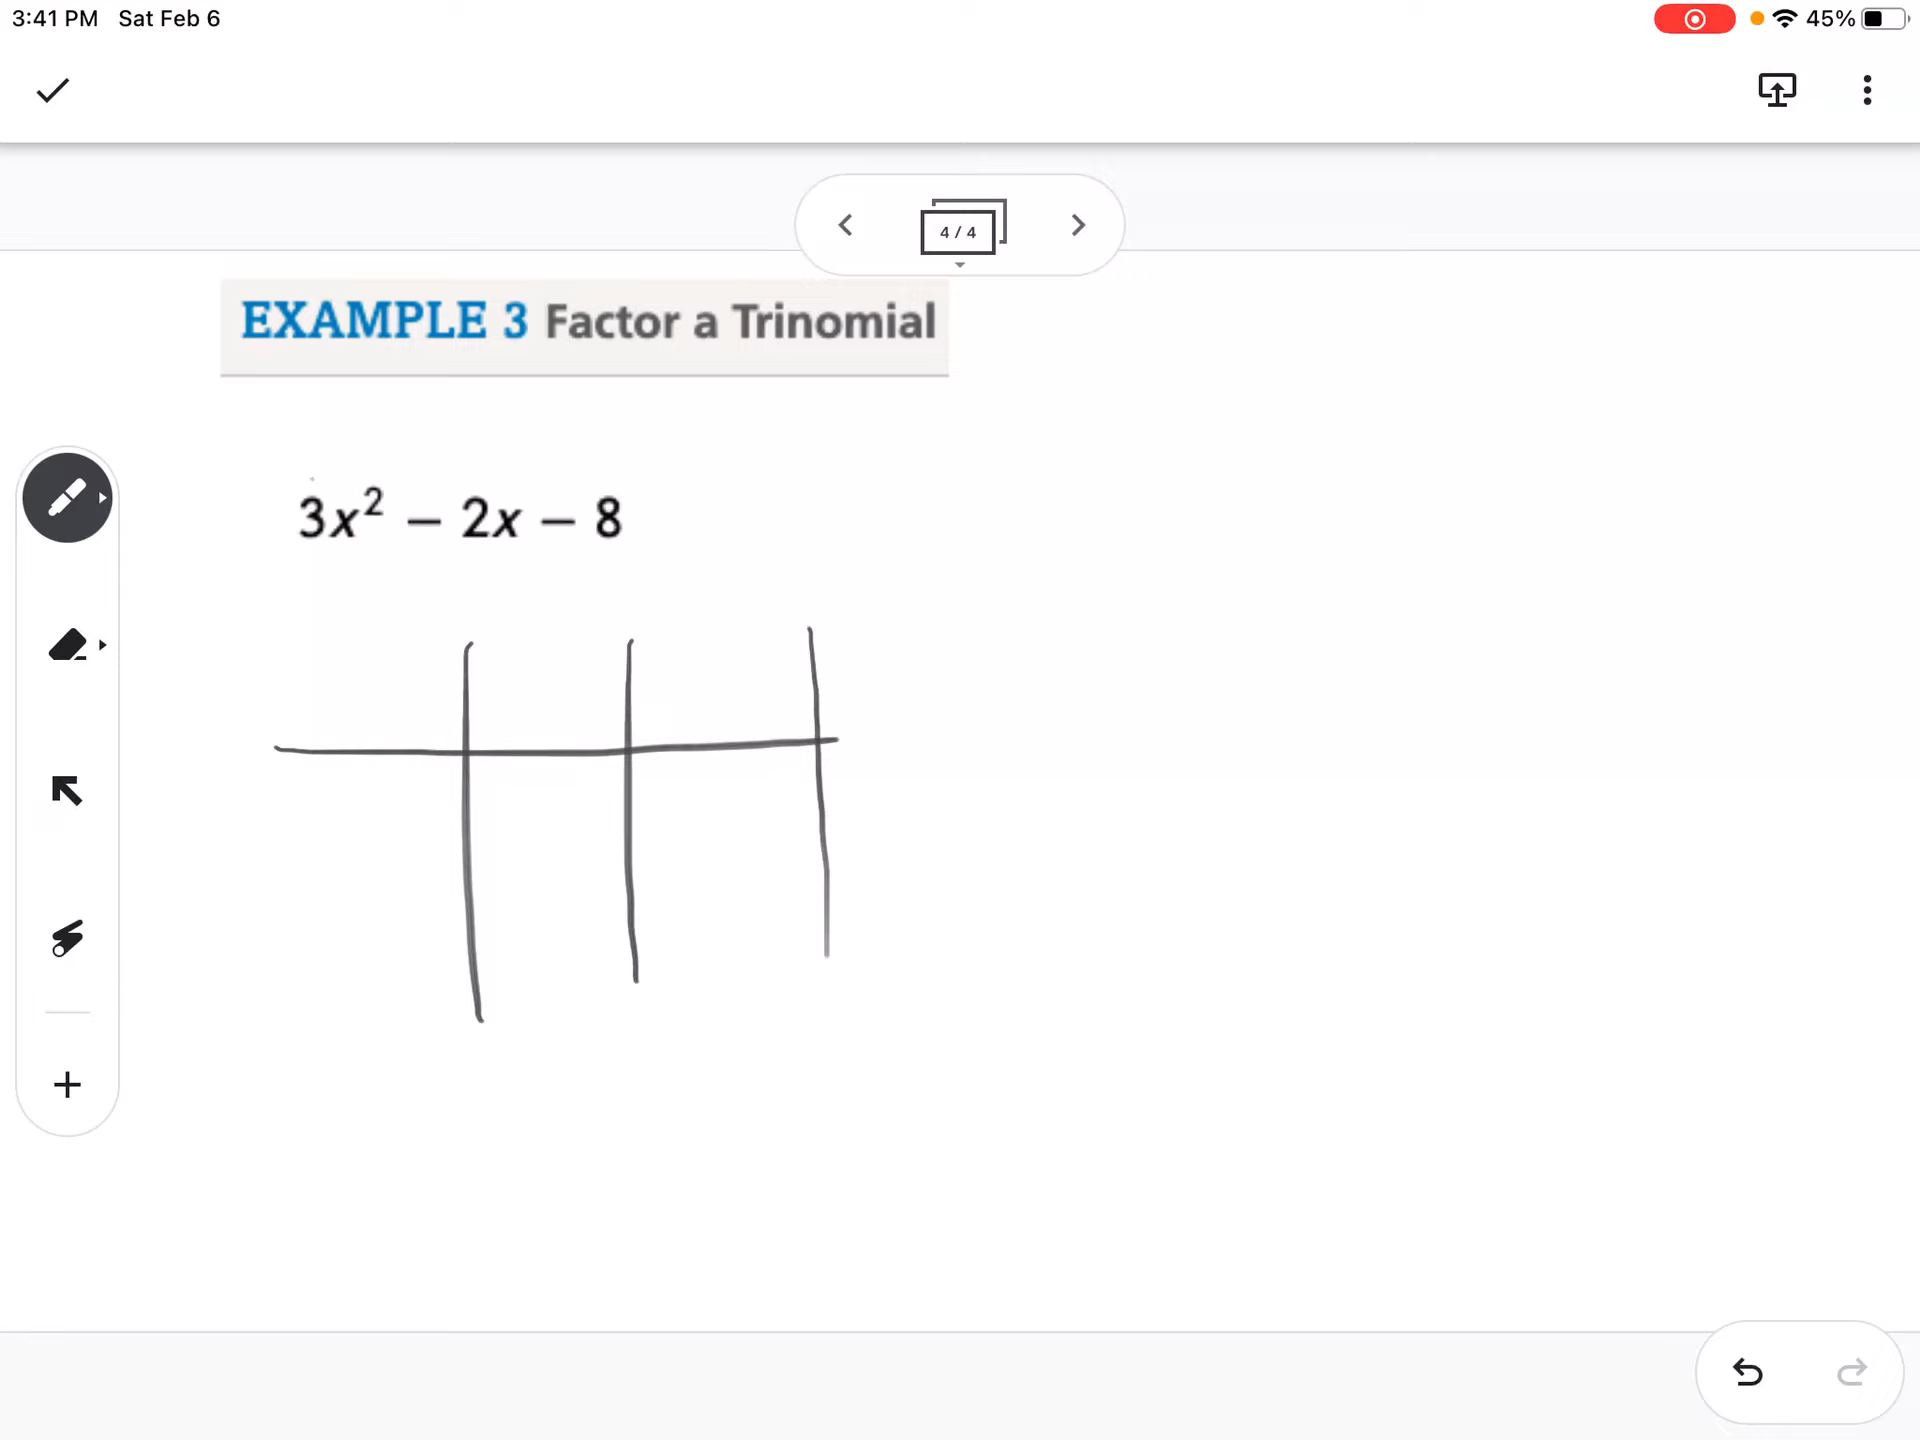 3:41 PM Sat Feb 6 45%
4 / 4
EXAMPLE 3 Factor a Trinomial
3x² – 2x – 8